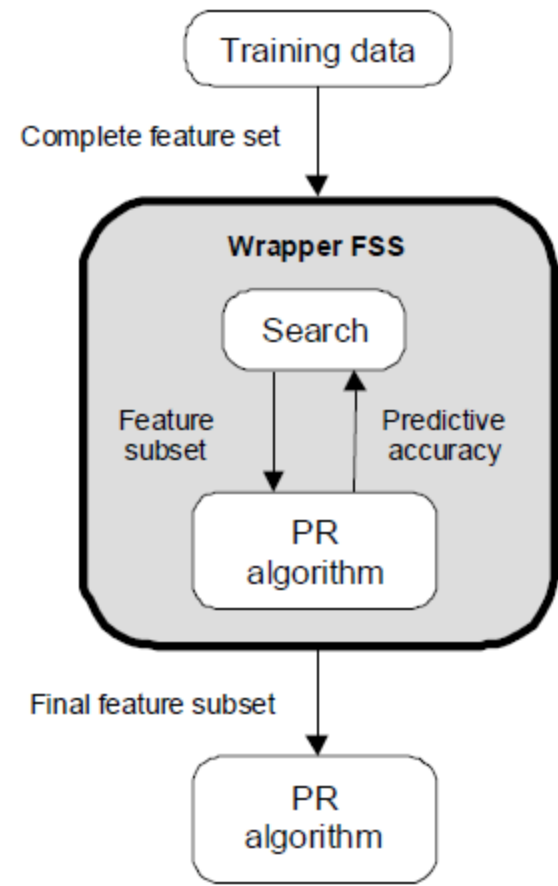 Training data
Complete feature set
Wrapper FSS
Search
Feature
subset
Predictive
accuracy
PR
algorithm
Final feature subset
PR
algorithm